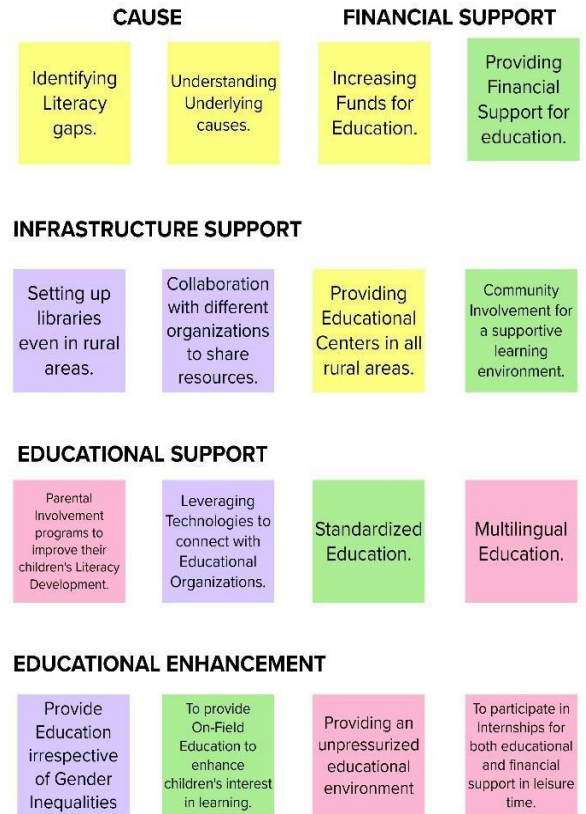 CAUSE
FINANCIAL SUPPORT
Identifying
Literacy
gaps.
Understanding
Underlying
causes.
Increasing
Funds for
Education.
Providing
Financial
Support for
education.
INFRASTRUCTURE SUPPORT
Setting up
libraries
even in rural
areas.
Collaboration
with different
organizations
to share
resources.
Providing
Educational
Centers in all
rural areas.
Community
Involvement for
a supportive
learning
environment.
EDUCATIONAL SUPPORT
Parental
Involvement
programs to
improve their
children's Literacy
Development.
Leveraging
Technologies to
connect with
Educational
Organizations.
Standardized
Education.
Multilingual
Education.
EDUCATIONAL ENHANCEMENT
Provide
Education
irrespective
of Gender
Inequalities
To provide
On-Field
Education to
enhance
children's interest
in learning.
Providing an
unpressurized
educational
environment
To participate in
Internships for
both educational
and financial
support in leisure
time.